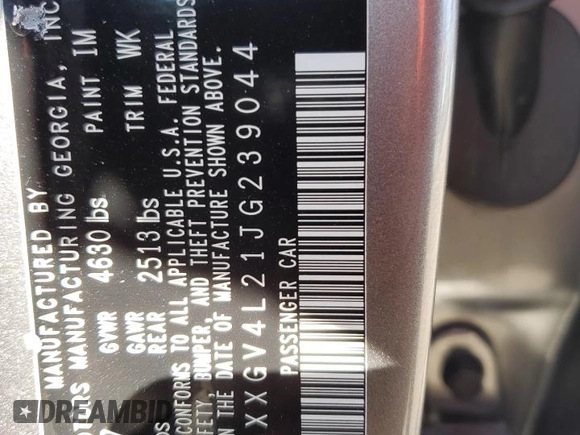 MANUFACTURED BY
MANUFACTURING GEORGIA, INC
GVWR 4630 lbs PAINT IM
GAWR REAR 2513 lbs TRIM WK
CONFORMS TO ALL APPLICABLE U.S.A. FEDERAL
BUMPER, AND THEFT PREVENTION STANDARDS
THE DATE OF MANUFACTURE SHOWN ABOVE.
XXGV4L21JG239044
PASSENGER CAR
DREAMBID